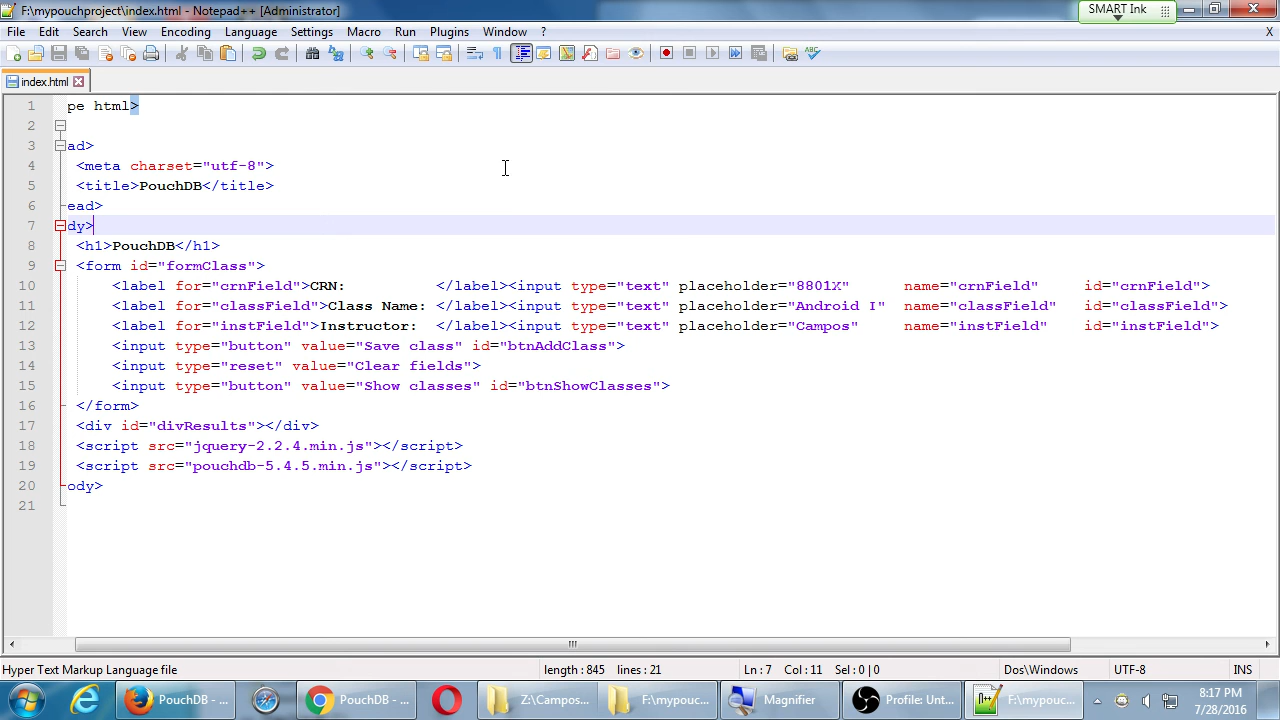 F:\mypouchproject\index.html - Notepad++ [Administrator]
SMART Ink
File Edit Search View Encoding Language Settings Macro Run Plugins Window ? X
ABC
index.html
1 pe html>
2
3 ad>
4 <meta charset="utf-8">
5 <title>PouchDB</title>
6 ead>
7 dy>
8 <h1>PouchDB</h1>
9 <form id="formClass">
10 <label for="crnField">CRN: </label><input type="text" placeholder="8801X" name="crnField" id="crnField">
11 <label for="classField">Class Name: </label><input type="text" placeholder="Android I" name="classField" id="classField">
12 <label for="instField">Instructor: </label><input type="text" placeholder="Campos" name="instField" id="instField">
13 <input type="button" value="Save class" id="btnAddClass">
14 <input type="reset" value="Clear fields">
15 <input type="button" value="Show classes" id="btnShowClasses">
16 </form>
17 <div id="divResults"></div>
18 <script src="jquery-2.2.4.min.js"></script>
19 <script src="pouchdb-5.4.5.min.js"></script>
20 ody>
21
Hyper Text Markup Language file length : 845 lines : 21 Ln : 7 Col : 11 Sel : 0 | 0 Dos\Windows UTF-8 INS
PouchDB - ... PouchDB - ... Z:\Campos... F:\mypouc... Magnifier Profile: Unt... F:\mypouc... 8:17 PM
7/28/2016